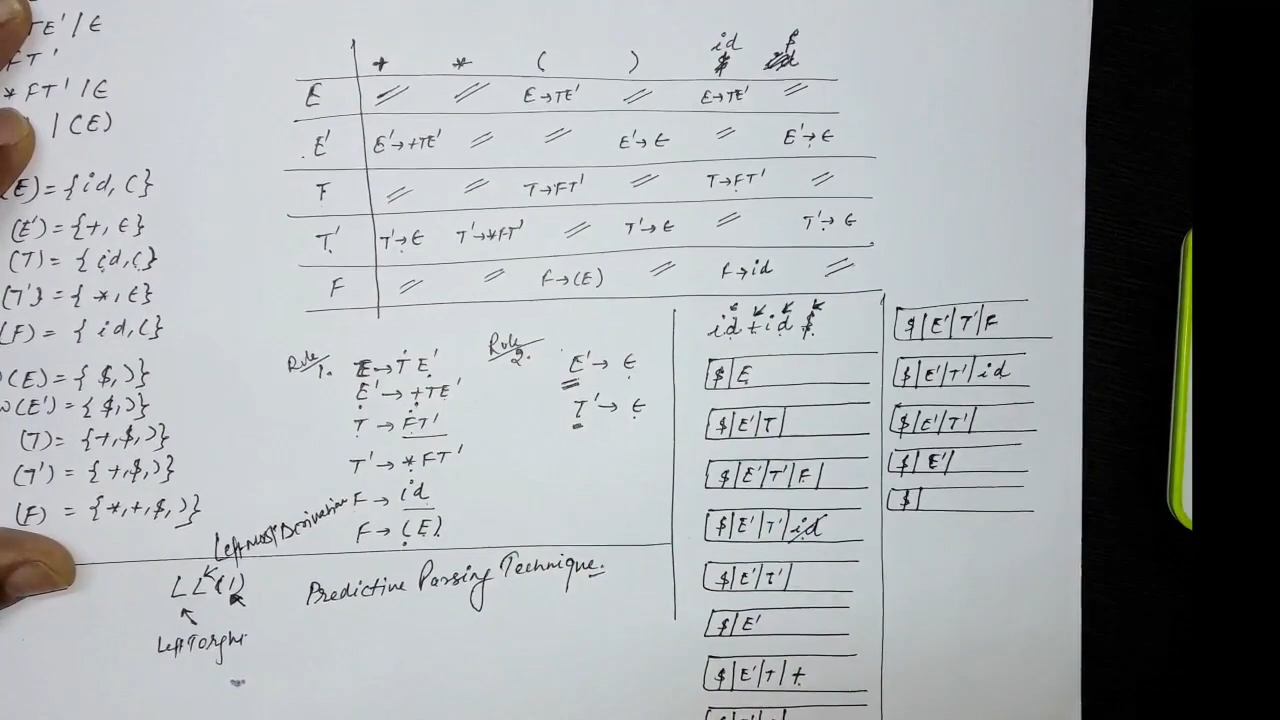 TE' / ε
FT'
* FT' / ε
| (E)
(E) = { id, ( }
(E') = { +, ε }
(T) = { id, ( }
(T') = { *, ε }
(F) = { id, ( }
(E) = { $, ) }
w(E') = { $, ) }
(T) = { +, $, ) }
(T') = { +, $, ) }
(F) = { *, +, $, ) }
+ * ( ) id $
E // // E→TE' // E→TE' //
E' E'→+TE' // // E'→ε // E'→ε
F // // T→FT' // T→FT' //
T' T'→ε T'→*FT' // T'→ε // T'→ε
F // // F→(E) // F→id //
Rule 1.
E→TE'
E'→+TE'
T→FT'
T'→*FT'
F→id
F→(E)
Rule 2.
E'→ε
T'→ε
LeftMost Derivation
LL(1)
Left To right
Predictive Parsing Technique.
id + id $
$|E
$|E'|T|
$|E'|T'|F|
$|E'|T'|id
$|E'|T'|
$|E'
$|E'|T|+
$|E'|T'|F
$|E'|T'|id
$|E'|T'|
$|E'|
$|